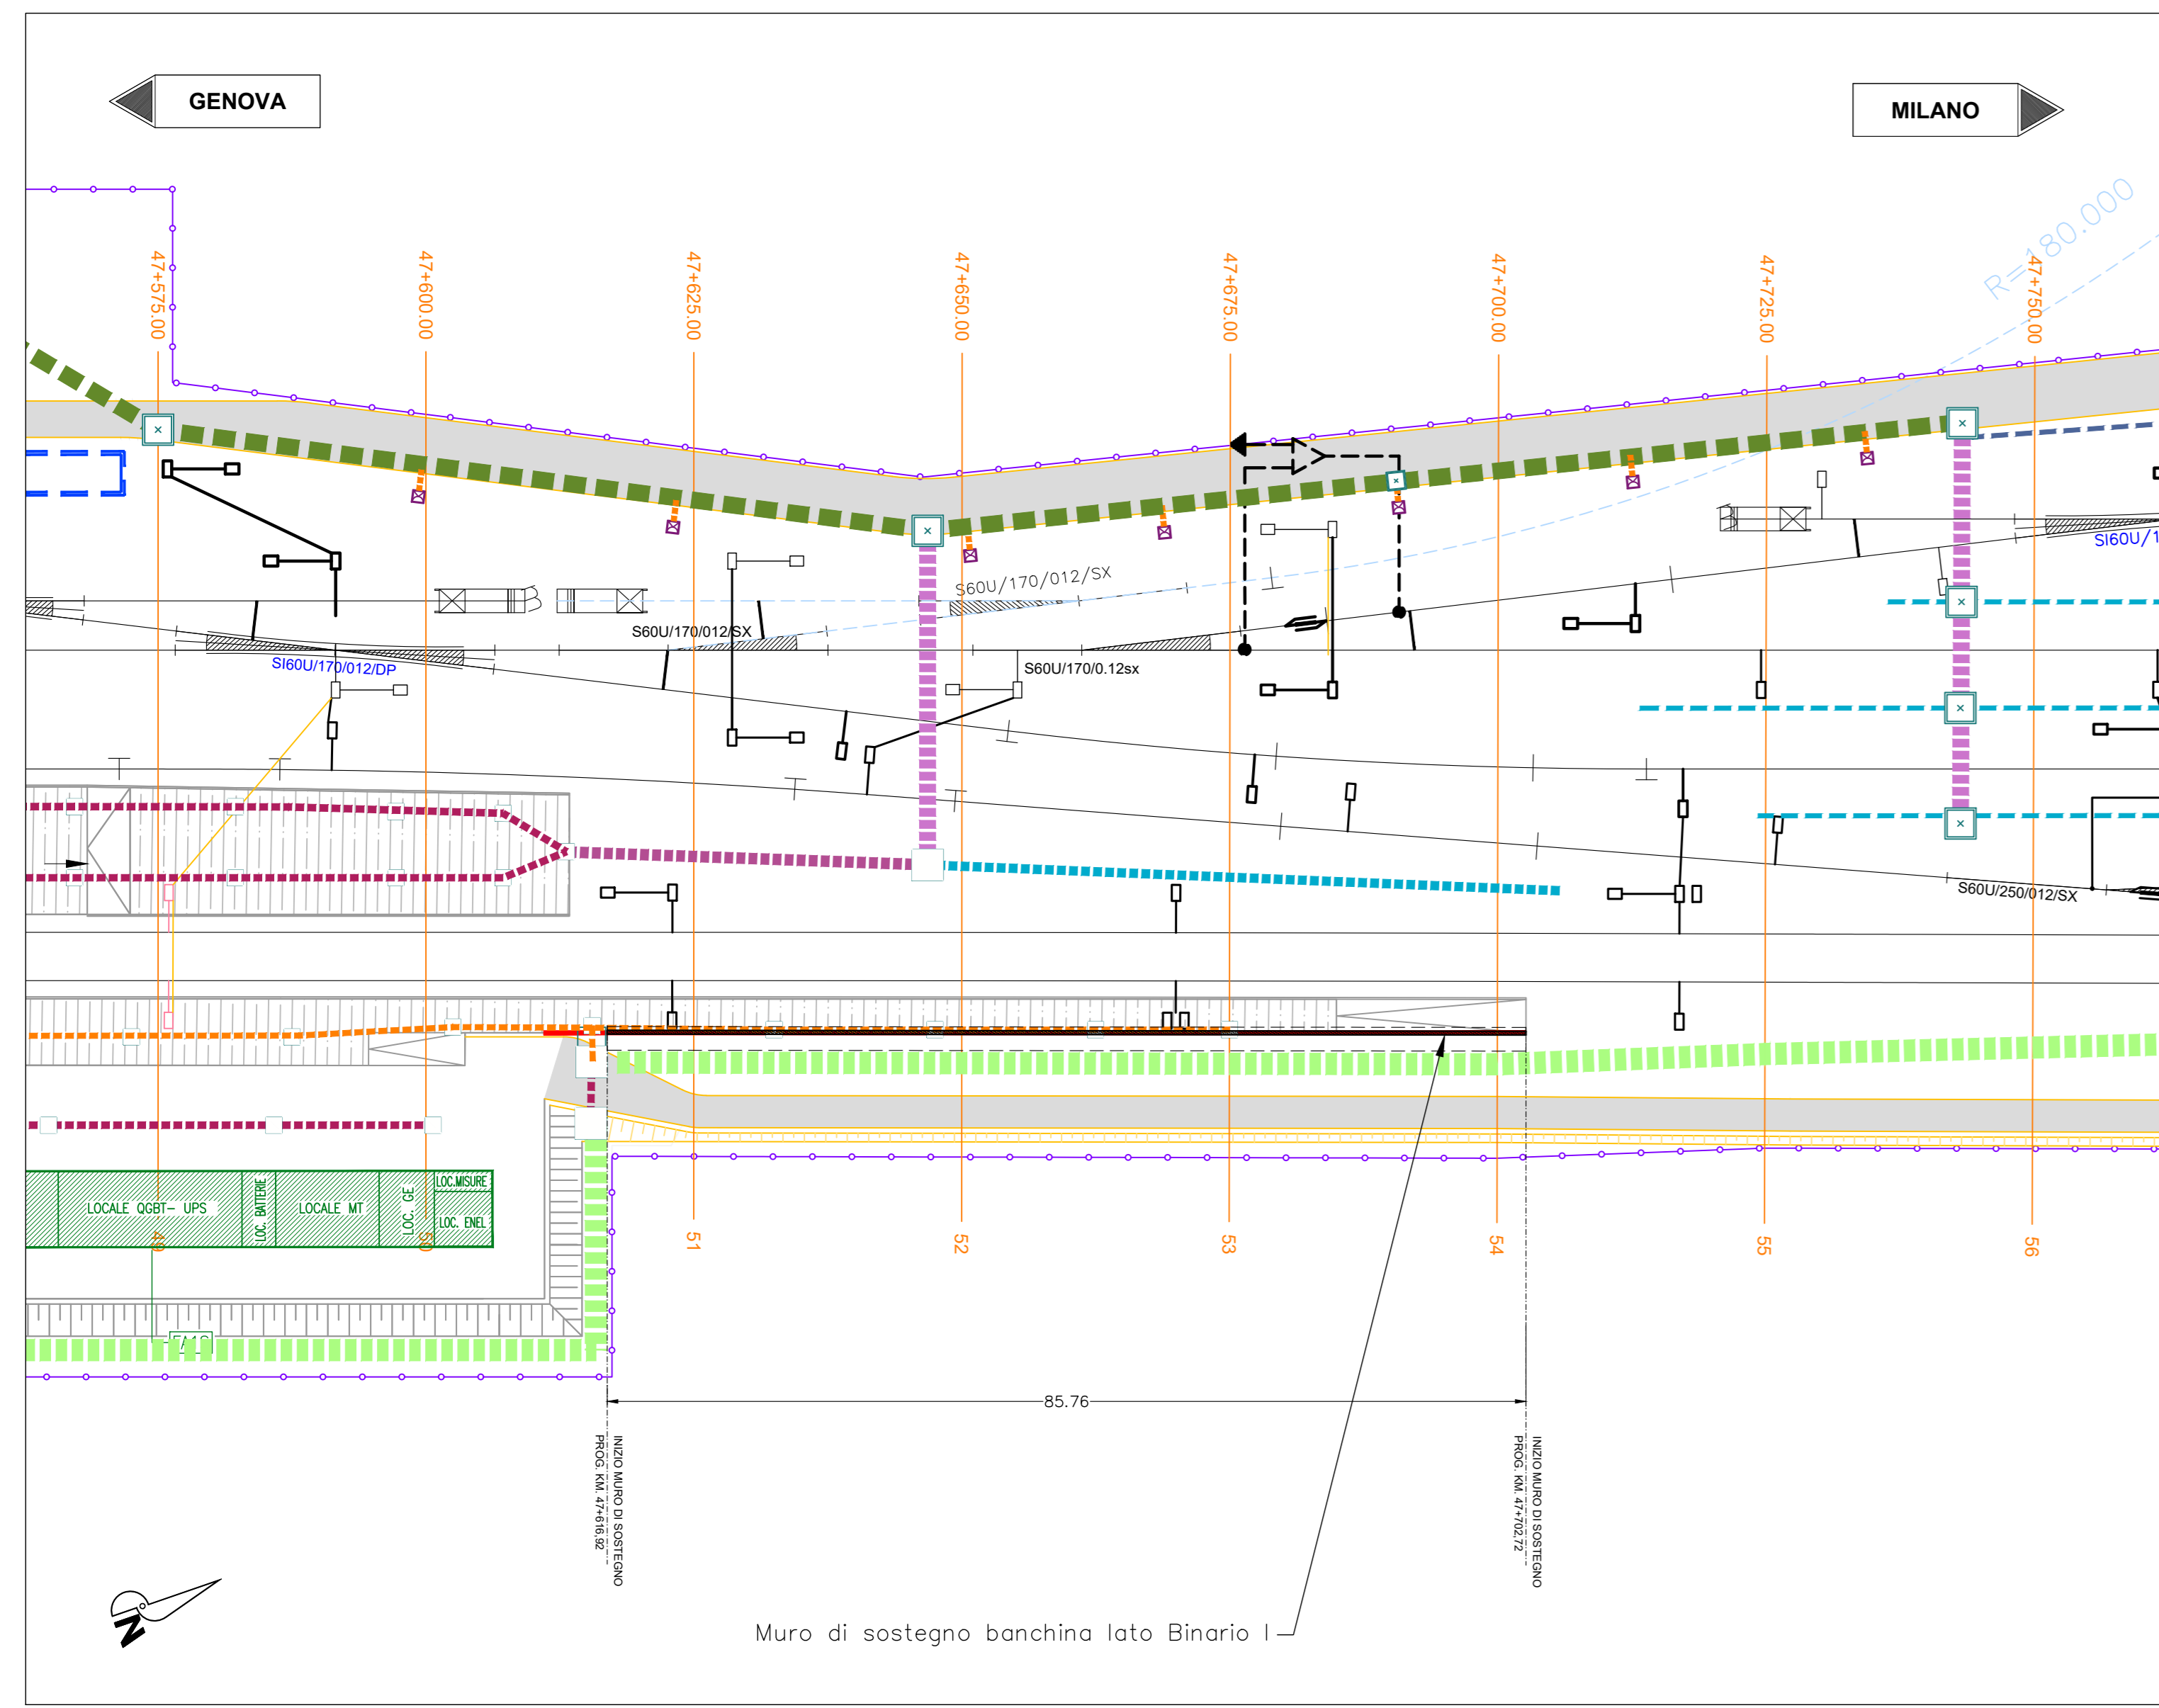 GENOVA
MILANO
R=180.000
47+575.00
47+600.00
47+625.00
47+650.00
47+675.00
47+700.00
47+725.00
47+750.00
S60U/170/012/SX
S60U/170/012/SX
SI60U/170/012/DP
S60U/170/0.12sx
SI60U/1
S60U/250/012/SX
LOCALE QGBT- UPS
LOC. BATTERIE
LOCALE MT
LOC. GE
LOC.MISURE
LOC. ENEL
49
50
51
52
53
54
55
56
85.76
INIZIO MURO DI SOSTEGNO
PROG. KM. 47+616,92
INIZIO MURO DI SOSTEGNO
PROG. KM. 47+702,72
Muro di sostegno banchina lato Binario I
N